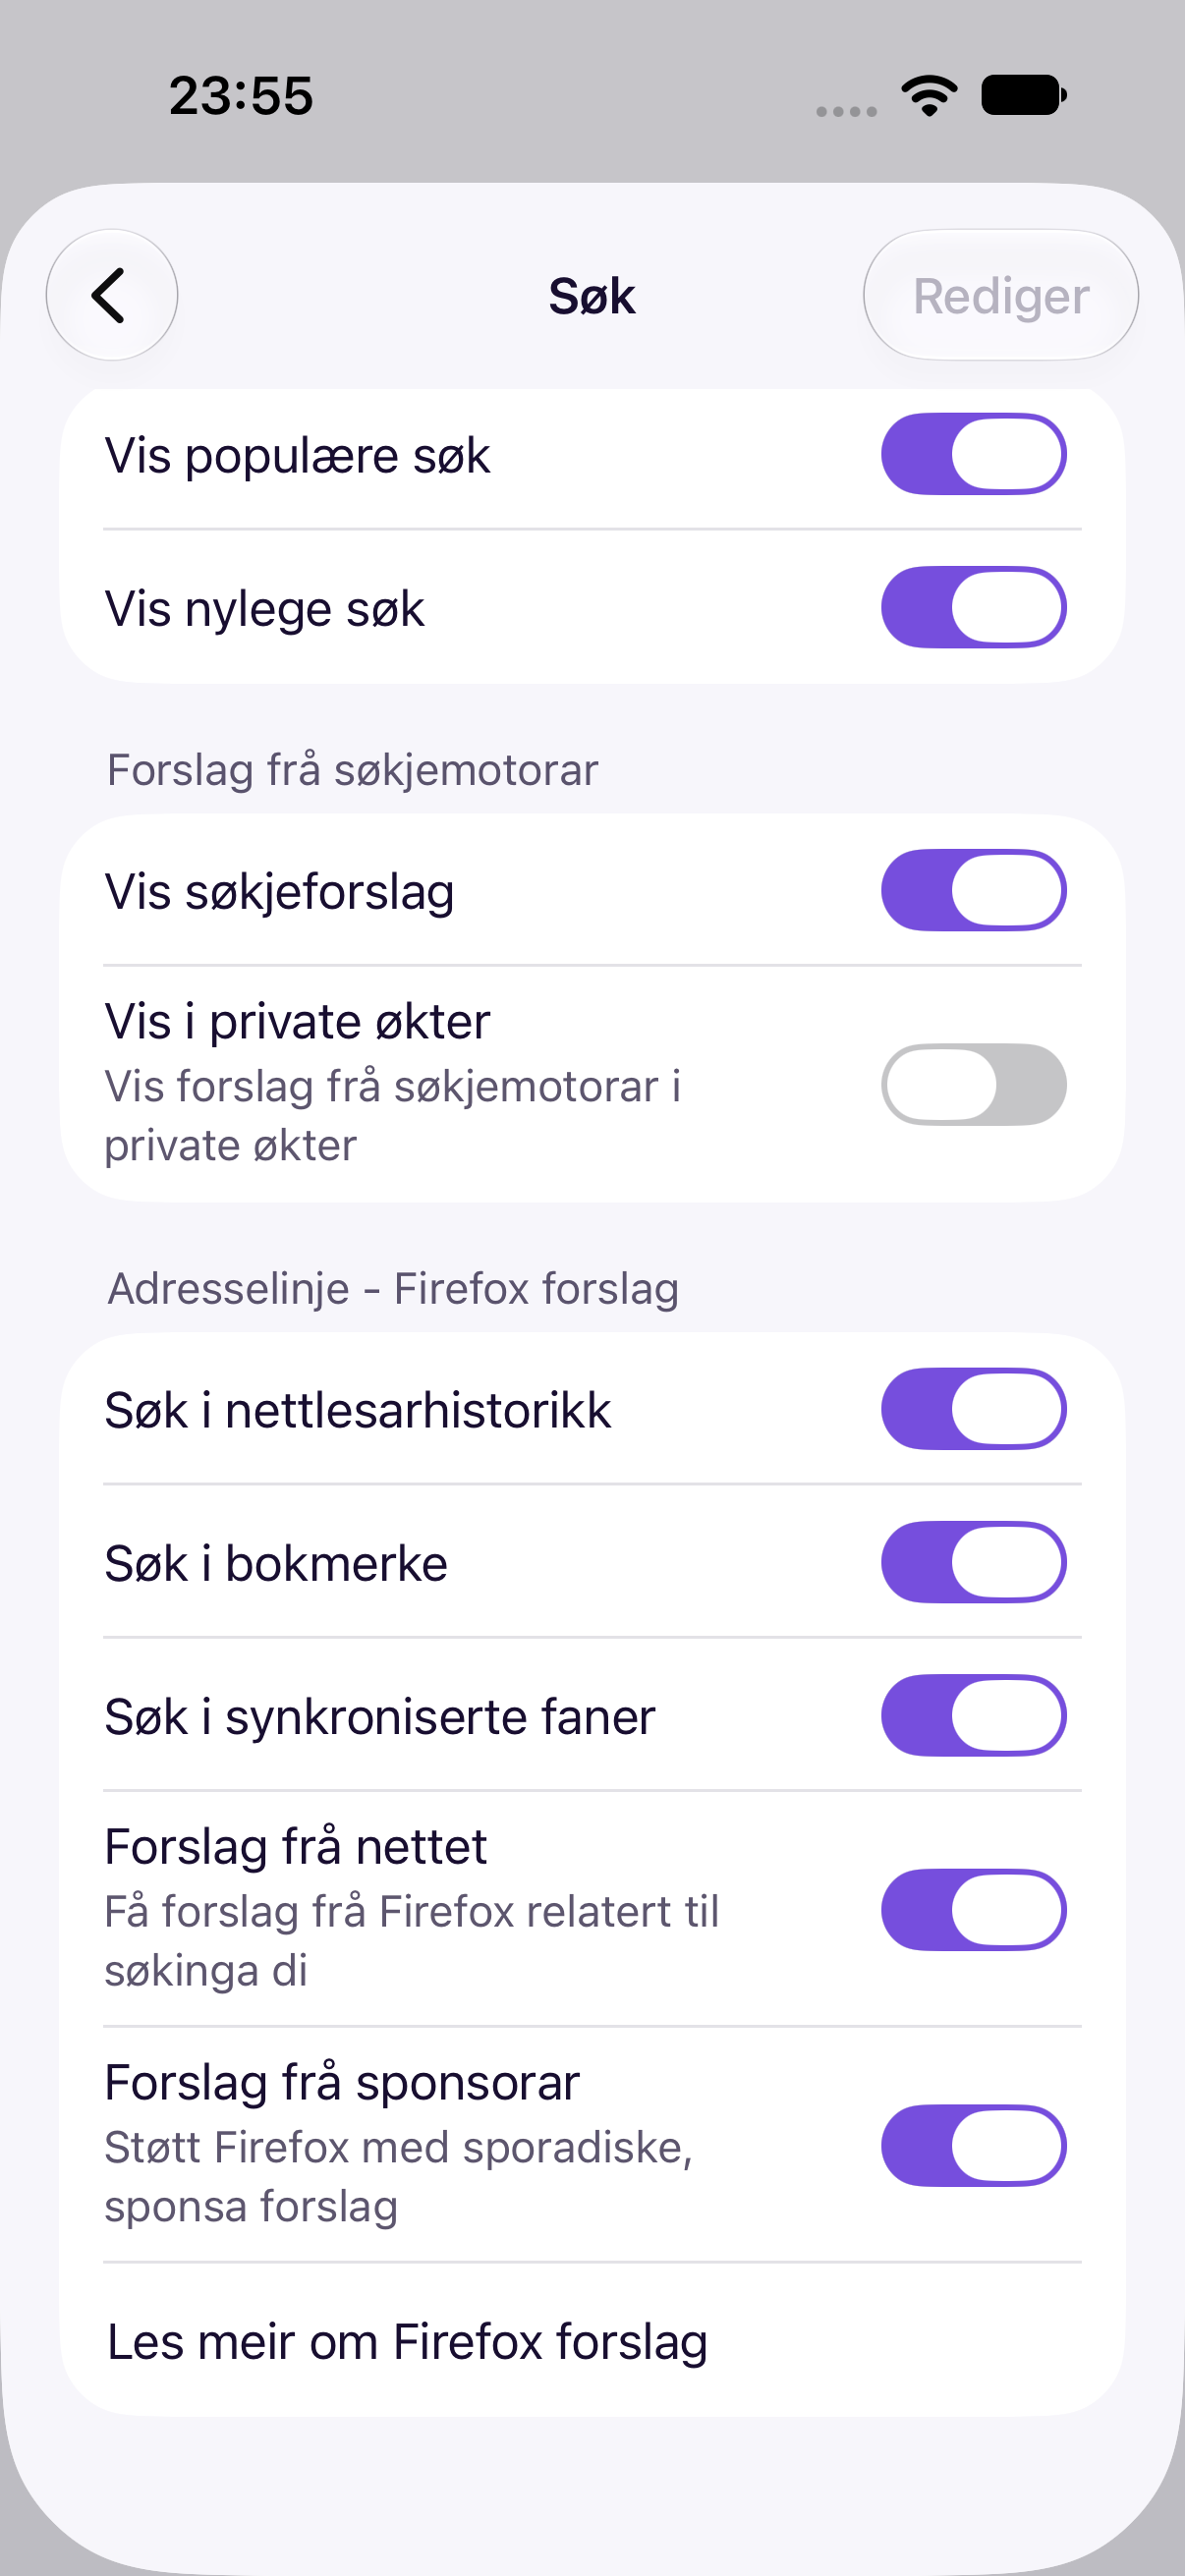 23:55
Søk
Rediger
Vis populære søk
Vis nylege søk
Forslag frå søkjemotorar
Vis søkjeforslag
Vis i private økter
Vis forslag frå søkjemotorar i
private økter
Adresselinje - Firefox forslag
Søk i nettlesarhistorikk
Søk i bokmerke
Søk i synkroniserte faner
Forslag frå nettet
Få forslag frå Firefox relatert til
søkinga di
Forslag frå sponsorar
Støtt Firefox med sporadiske,
sponsa forslag
Les meir om Firefox forslag